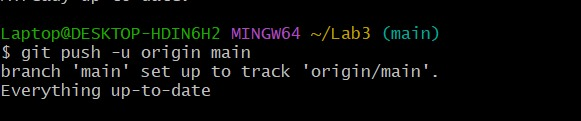 Laptop@DESKTOP-HDIN6H2 MINGW64 ~/Lab3 (main)
$ git push -u origin main
branch 'main' set up to track 'origin/main'.
Everything up-to-date